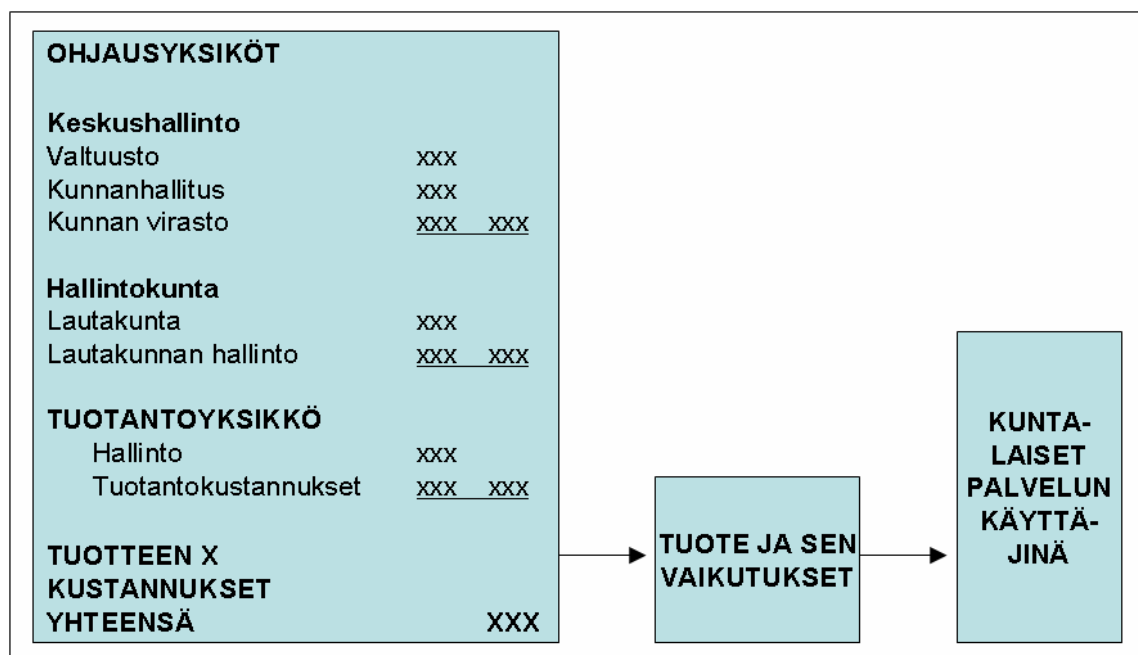 OHJAUSYKSIKÖT
Keskushallinto
Valtuusto xxx
Kunnanhallitus xxx
Kunnan virasto xxx xxx
Hallintokunta
Lautakunta xxx
Lautakunnan hallinto xxx xxx
TUOTANTOYKSIKKÖ
Hallinto xxx
Tuotantokustannukset xxx xxx
TUOTTEEN X
KUSTANNUKSET
YHTEENSÄ XXX
TUOTE JA SEN
VAIKUTUKSET
KUNTA-
LAISET
PALVELUN
KÄYTTÄ-
JINÄ